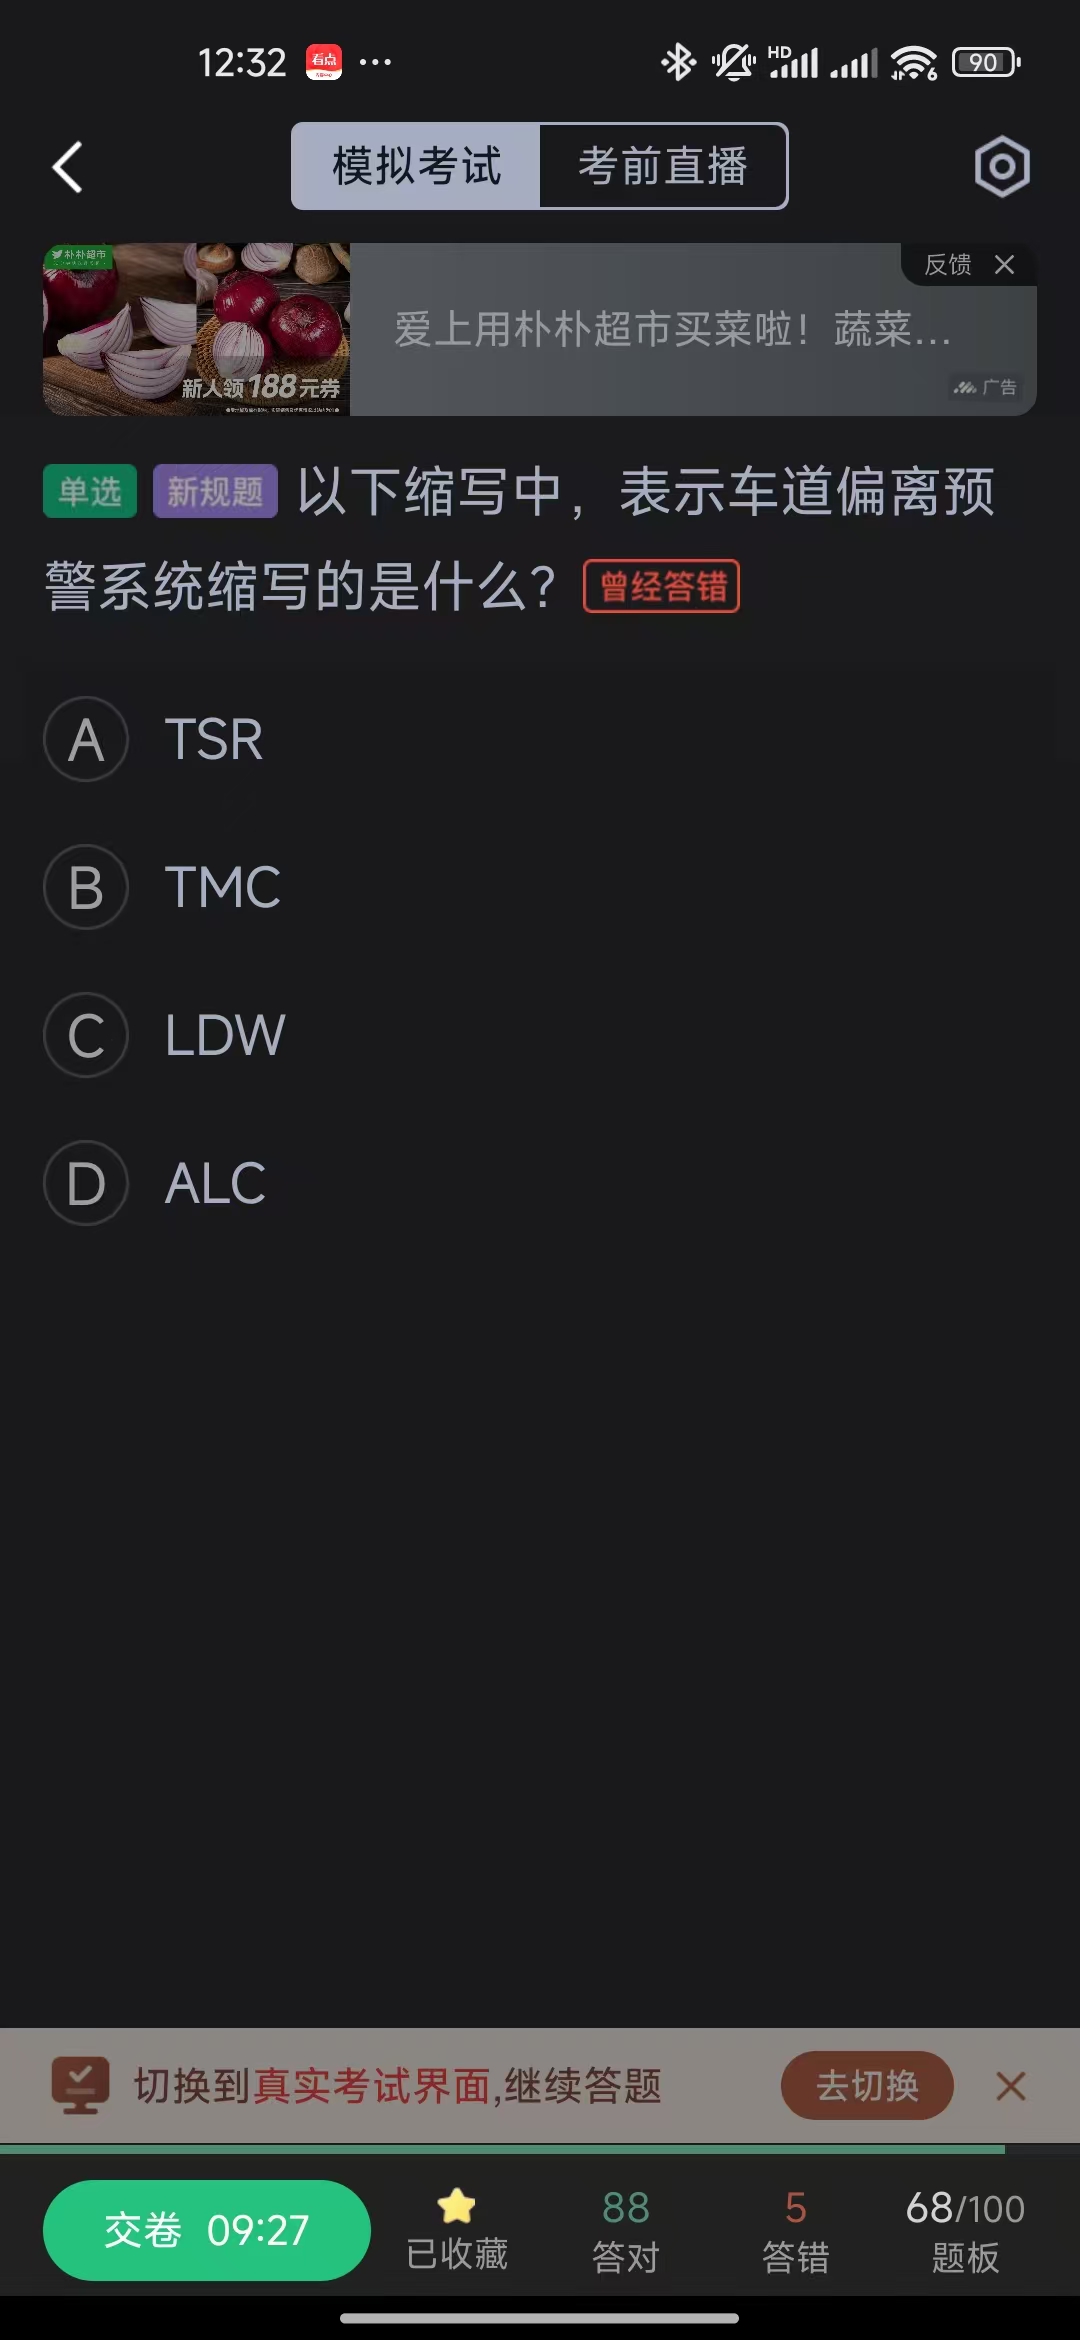 12:32 看点 ...
HD 6 90
模拟考试 考前直播
朴朴超市
新人领188元券
爱上用朴朴超市买菜啦！蔬菜...
反馈
广告
单选 新规题 以下缩写中，表示车道偏离预
警系统缩写的是什么？ 曾经答错
A TSR
B TMC
C LDW
D ALC
切换到真实考试界面,继续答题 去切换
交卷 09:27
已收藏
88
答对
5
答错
68/100
题板